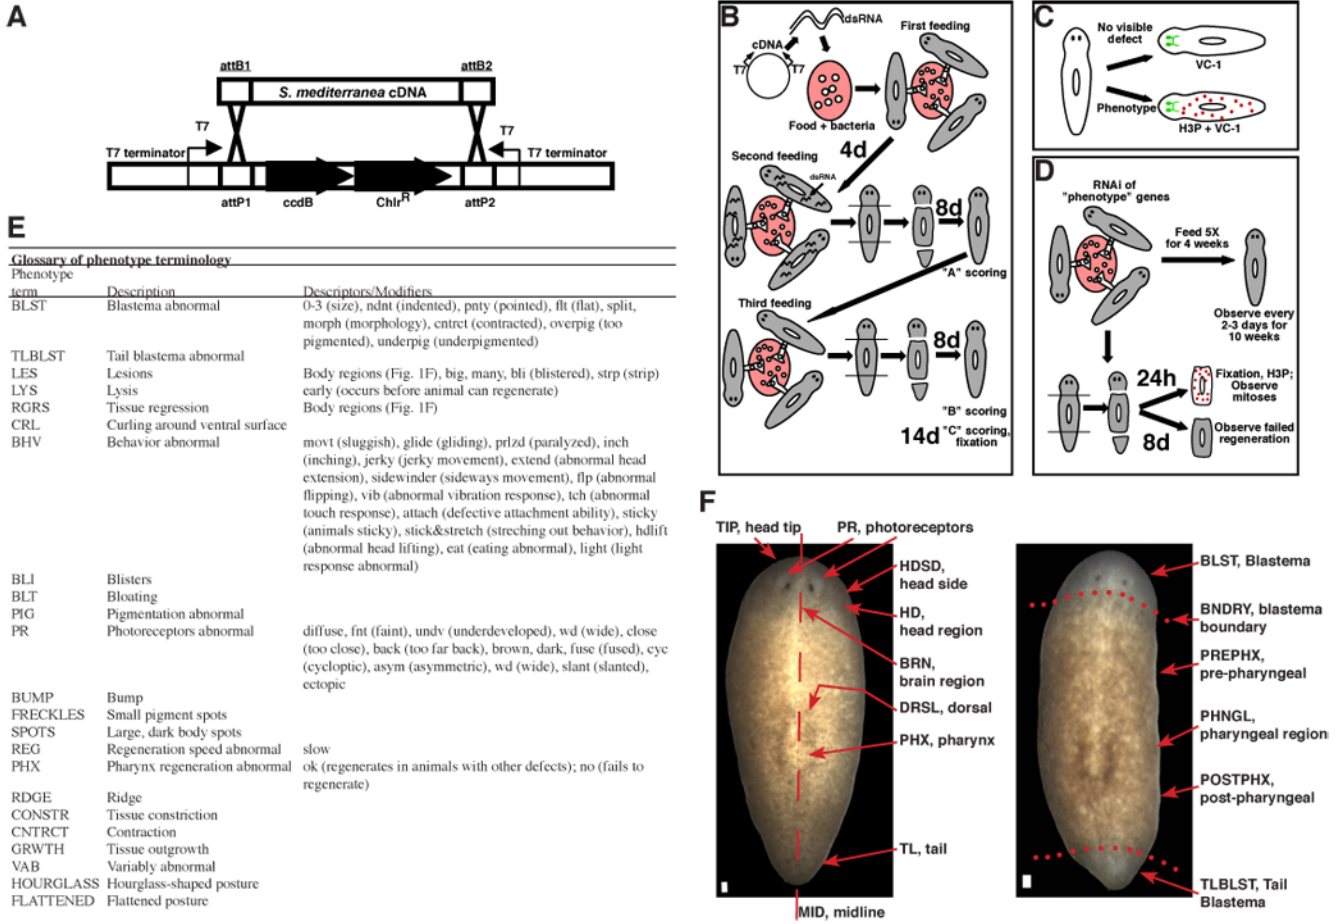 A
attB1
attB2
S. mediterranea cDNA
T7
T7
T7 terminator
T7 terminator
attP1
ccdB
Chlr^R
attP2
B
dsRNA
cDNA
T7
T7
Food + bacteria
First feeding
4d
Second feeding
dsRNA
8d
"A" scoring
Third feeding
8d
"B" scoring
14d "C" scoring,
fixation
C
No visible
defect
VC-1
Phenotype
H3P + VC-1
D
RNAi of
"phenotype" genes
Feed 5X
for 4 weeks
Observe every
2-3 days for
10 weeks
24h
Fixation, H3P;
Observe
mitoses
8d
Observe failed
regeneration
E
Glossary of phenotype terminology
Phenotype
term Description Descriptors/Modifiers
BLST Blastema abnormal 0-3 (size), ndnt (indented), pnty (pointed), flt (flat), split,
morph (morphology), cntrct (contracted), overpig (too
pigmented), underpig (underpigmented)
TLBLST Tail blastema abnormal
LES Lesions Body regions (Fig. 1F), big, many, bli (blistered), strp (strip)
LYS Lysis early (occurs before animal can regenerate)
RGRS Tissue regression Body regions (Fig. 1F)
CRL Curling around ventral surface
BHV Behavior abnormal movt (sluggish), glide (gliding), prlzd (paralyzed), inch
(inching), jerky (jerky movement), extend (abnormal head
extension), sidewinder (sideways movement), flp (abnormal
flipping), vib (abnormal vibration response), tch (abnormal
touch response), attach (defective attachment ability), sticky
(animals sticky), stick&stretch (streching out behavior), hdlift
(abnormal head lifting), eat (eating abnormal), light (light
response abnormal)
BLI Blisters
BLT Bloating
PIG Pigmentation abnormal
PR Photoreceptors abnormal diffuse, fnt (faint), undv (underdeveloped), wd (wide), close
(too close), back (too far back), brown, dark, fuse (fused), cyc
(cycloptic), asym (asymmetric), wd (wide), slant (slanted),
ectopic
BUMP Bump
FRECKLES Small pigment spots
SPOTS Large, dark body spots
REG Regeneration speed abnormal slow
PHX Pharynx regeneration abnormal ok (regenerates in animals with other defects); no (fails to
regenerate)
RDGE Ridge
CONSTR Tissue constriction
CNTRCT Contraction
GRWTH Tissue outgrowth
VAB Variably abnormal
HOURGLASS Hourglass-shaped posture
FLATTENED Flattened posture
F
TIP, head tip
PR, photoreceptors
HDSD,
head side
HD,
head region
BRN,
brain region
DRSL, dorsal
PHX, pharynx
TL, tail
MID, midline
BLST, Blastema
BNDRY, blastema
boundary
PREPHX,
pre-pharyngeal
PHNGL,
pharyngeal region
POSTPHX,
post-pharyngeal
TLBLST, Tail
Blastema